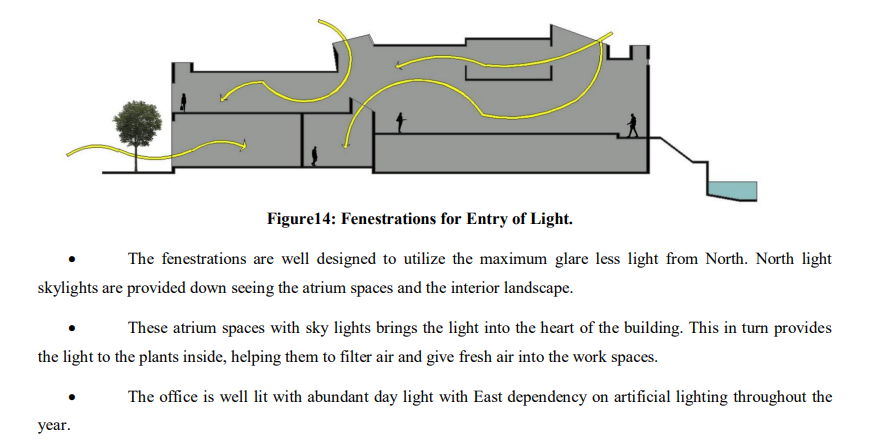 Figure14: Fenestrations for Entry of Light.
• The fenestrations are well designed to utilize the maximum glare less light from North. North light
skylights are provided down seeing the atrium spaces and the interior landscape.
• These atrium spaces with sky lights brings the light into the heart of the building. This in turn provides
the light to the plants inside, helping them to filter air and give fresh air into the work spaces.
• The office is well lit with abundant day light with East dependency on artificial lighting throughout the
year.